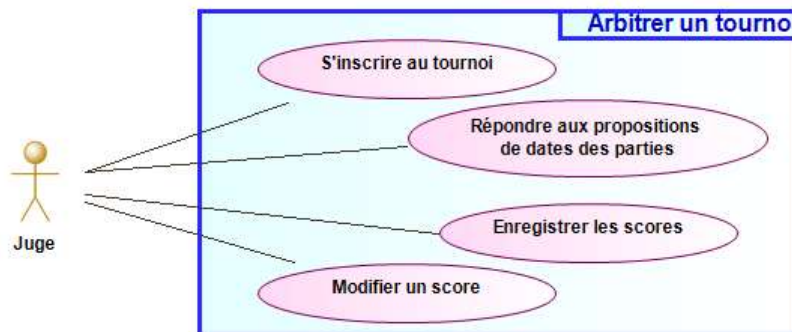 Arbitrer un tourno
S'inscrire au tournoi
Répondre aux propositions
de dates des parties
Juge
Enregistrer les scores
Modifier un score